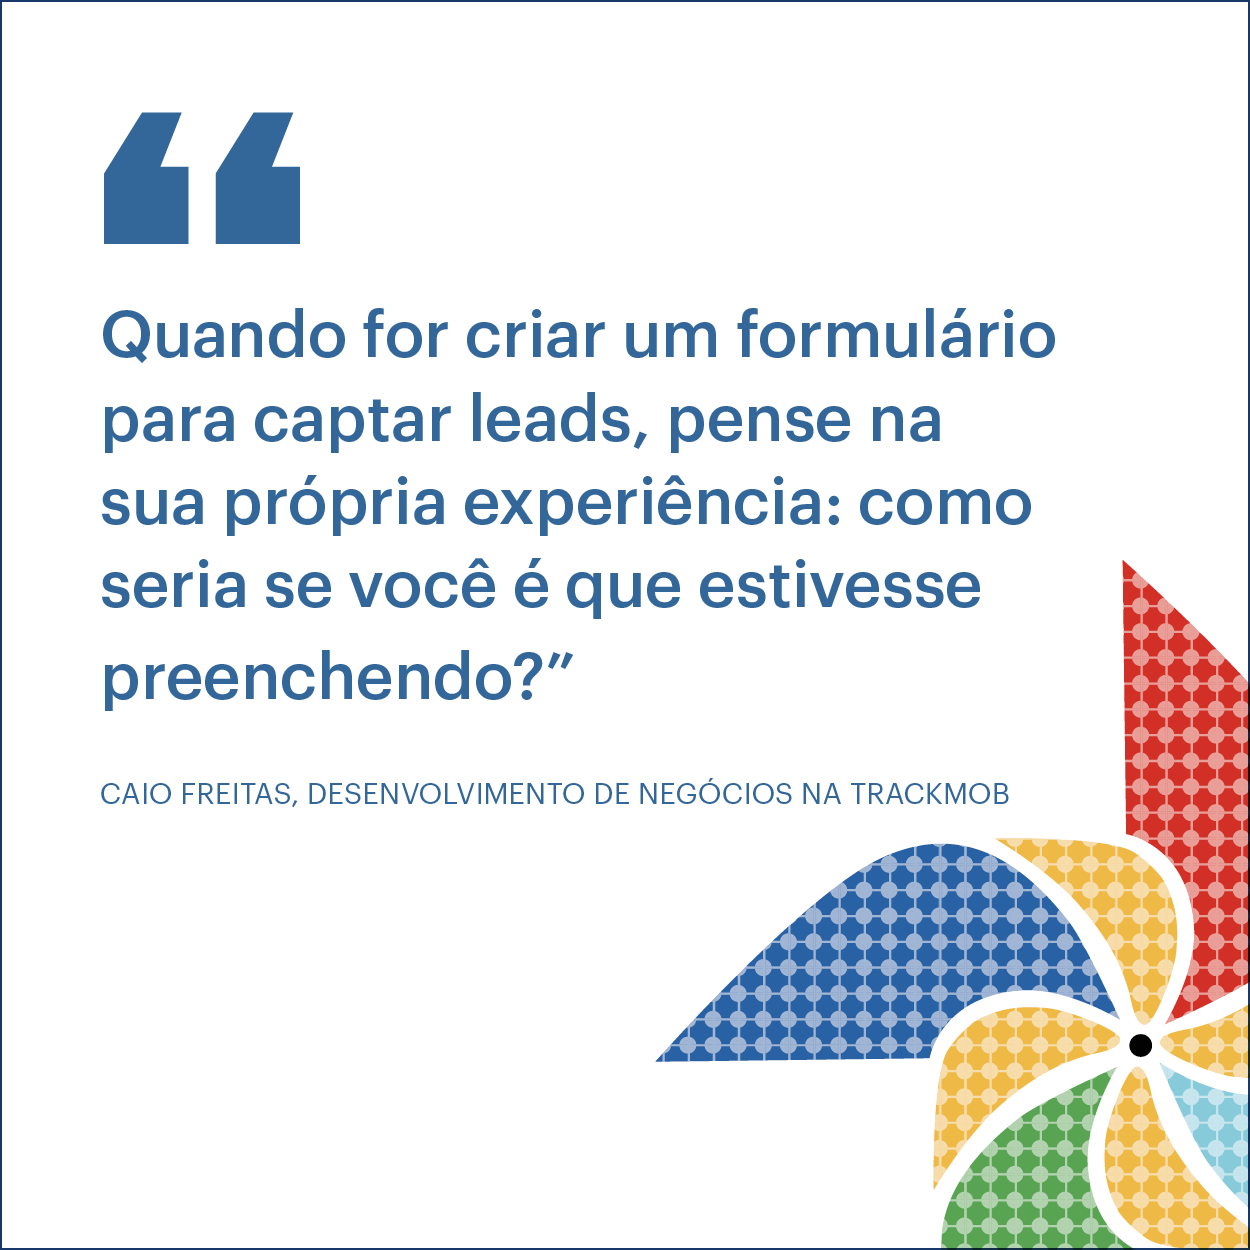 “
Quando for criar um formulário
para captar leads, pense na
sua própria experiência: como
seria se você é que estivesse
preenchendo?”
CAIO FREITAS, DESENVOLVIMENTO DE NEGÓCIOS NA TRACKMOB